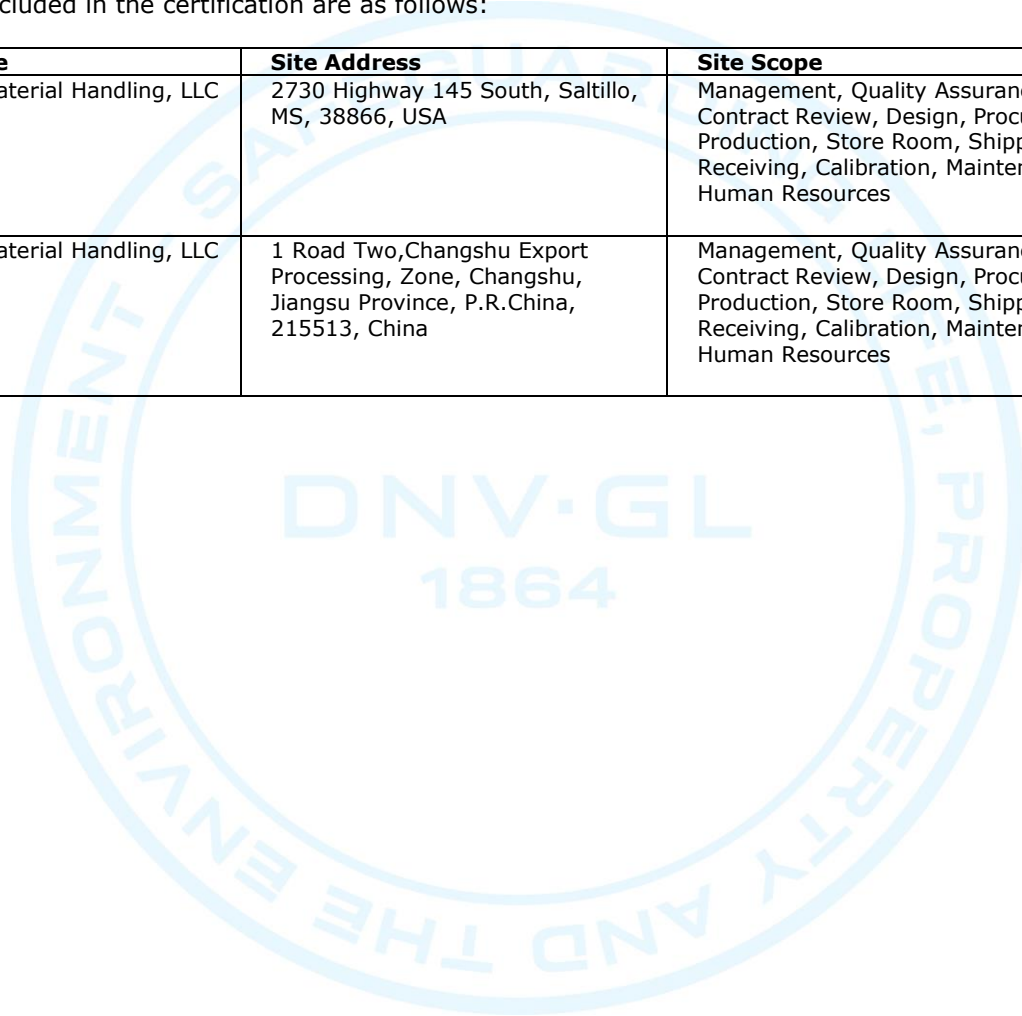 cluded in the certification are as follows:
e Site Address Site Scope
aterial Handling, LLC 2730 Highway 145 South, Saltillo, Management, Quality Assuran
MS, 38866, USA Contract Review, Design, Proc
Production, Store Room, Shipp
Receiving, Calibration, Mainte
Human Resources
aterial Handling, LLC 1 Road Two,Changshu Export Management, Quality Assuran
Processing, Zone, Changshu, Contract Review, Design, Proc
Jiangsu Province, P.R.China, Production, Store Room, Shipp
215513, China Receiving, Calibration, Mainte
Human Resources
SAFEGUARDING LIFE, PROPERTY AND THE ENVIRONMENT
DNV·GL
1864